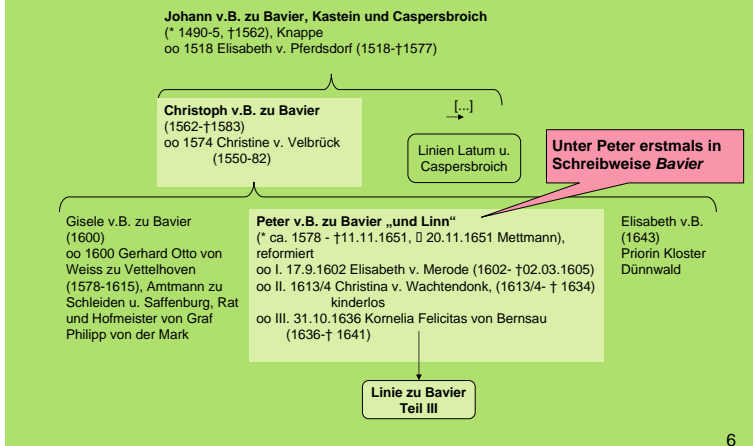 Johann v.B. zu Bavier, Kastein und Caspersbroich
(* 1490-5, †1562), Knappe
oo 1518 Elisabeth v. Pferdsdorf (1518-†1577)
Christoph v.B. zu Bavier
(1562-†1583)
oo 1574 Christine v. Velbrück
(1550-82)
[...]
Linien Latum u.
Caspersbroich
Unter Peter erstmals in
Schreibweise Bavier
Gisele v.B. zu Bavier
(1600)
oo 1600 Gerhard Otto von
Weiss zu Vettelhoven
(1578-1615), Amtmann zu
Schleiden u. Saffenburg, Rat
und Hofmeister von Graf
Philipp von der Mark
Peter v.B. zu Bavier „und Linn“
(* ca. 1578 - †11.11.1651, ▯ 20.11.1651 Mettmann),
reformiert
oo I. 17.9.1602 Elisabeth v. Merode (1602- †02.03.1605)
oo II. 1613/4 Christina v. Wachtendonk, (1613/4- † 1634)
kinderlos
oo III. 31.10.1636 Kornelia Felicitas von Bernsau
(1636-† 1641)
Elisabeth v.B.
(1643)
Priorin Kloster
Dünnwald
Linie zu Bavier
Teil III
6